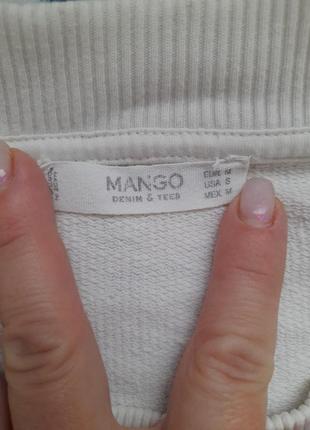 MANGO
DENIM & TEES
EUR M
USA S
MEX M